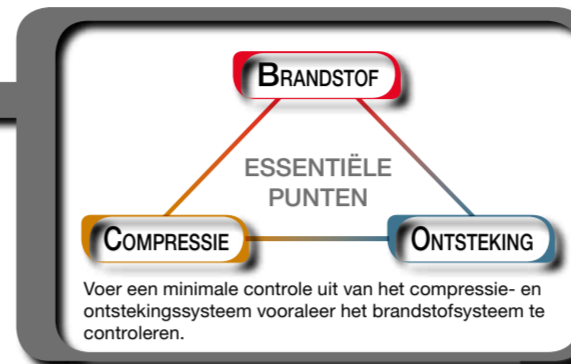 BRANDSTOF
ESSENTIËLE
PUNTEN
COMPRESSIE
ONTSTEKING
Voer een minimale controle uit van het compressie- en
ontstekingssysteem vooraleer het brandstofsysteem te
controleren.